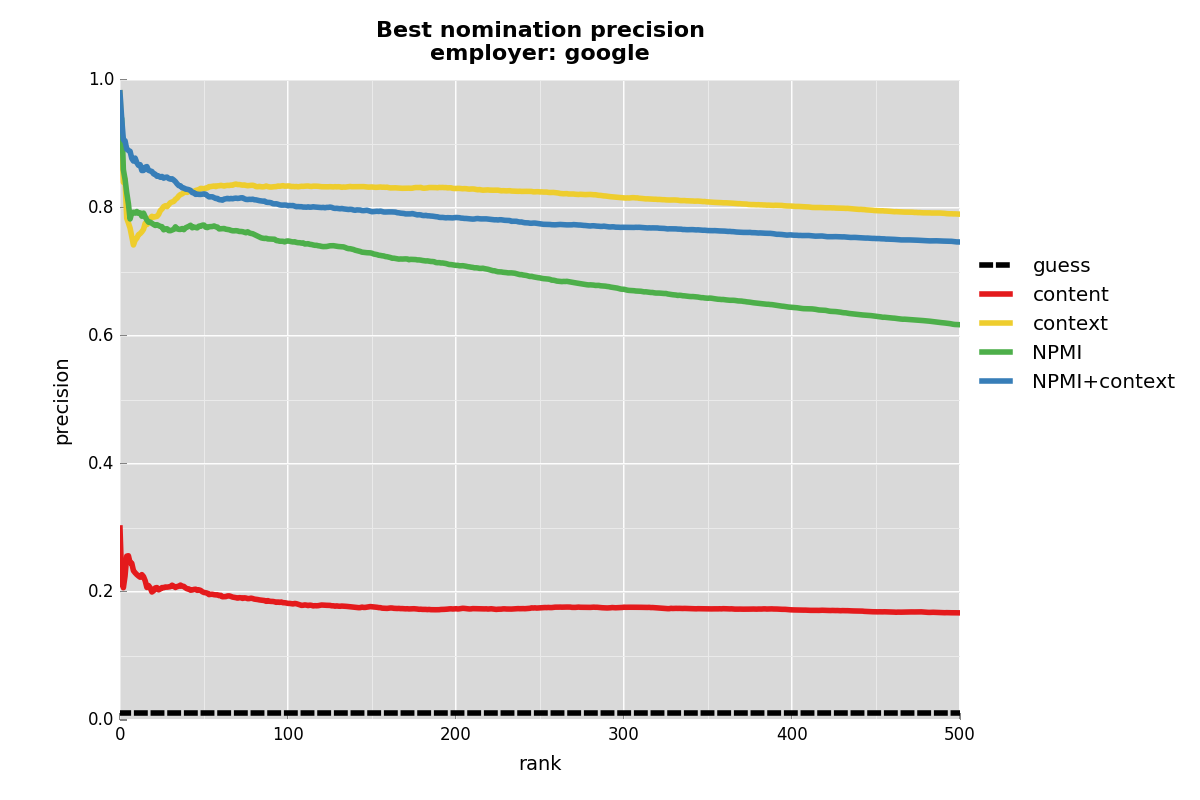 Best nomination precision
employer: google
1.0
0.8
0.6
0.4
0.2
0.0
precision
0 100 200 300 400 500
rank
guess
content
context
NPMI
NPMI+context